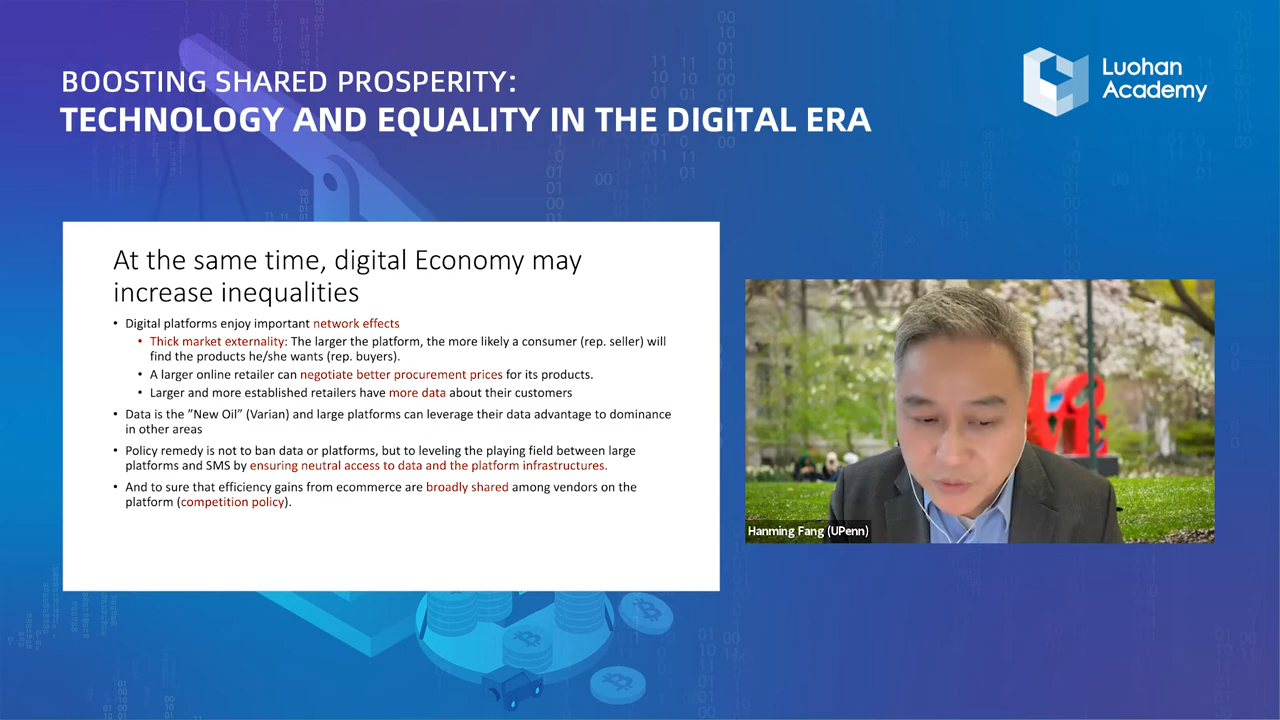 BOOSTING SHARED PROSPERITY:
TECHNOLOGY AND EQUALITY IN THE DIGITAL ERA
Luohan
Academy
At the same time, digital Economy may
increase inequalities
• Digital platforms enjoy important network effects
• Thick market externality: The larger the platform, the more likely a consumer (rep. seller) will
find the products he/she wants (rep. buyers).
• A larger online retailer can negotiate better procurement prices for its products.
• Larger and more established retailers have more data about their customers
• Data is the ”New Oil” (Varian) and large platforms can leverage their data advantage to dominance
in other areas
• Policy remedy is not to ban data or platforms, but to leveling the playing field between large
platforms and SMS by ensuring neutral access to data and the platform infrastructures.
• And to sure that efficiency gains from ecommerce are broadly shared among vendors on the
platform (competition policy).
Hanming Fang (UPenn)